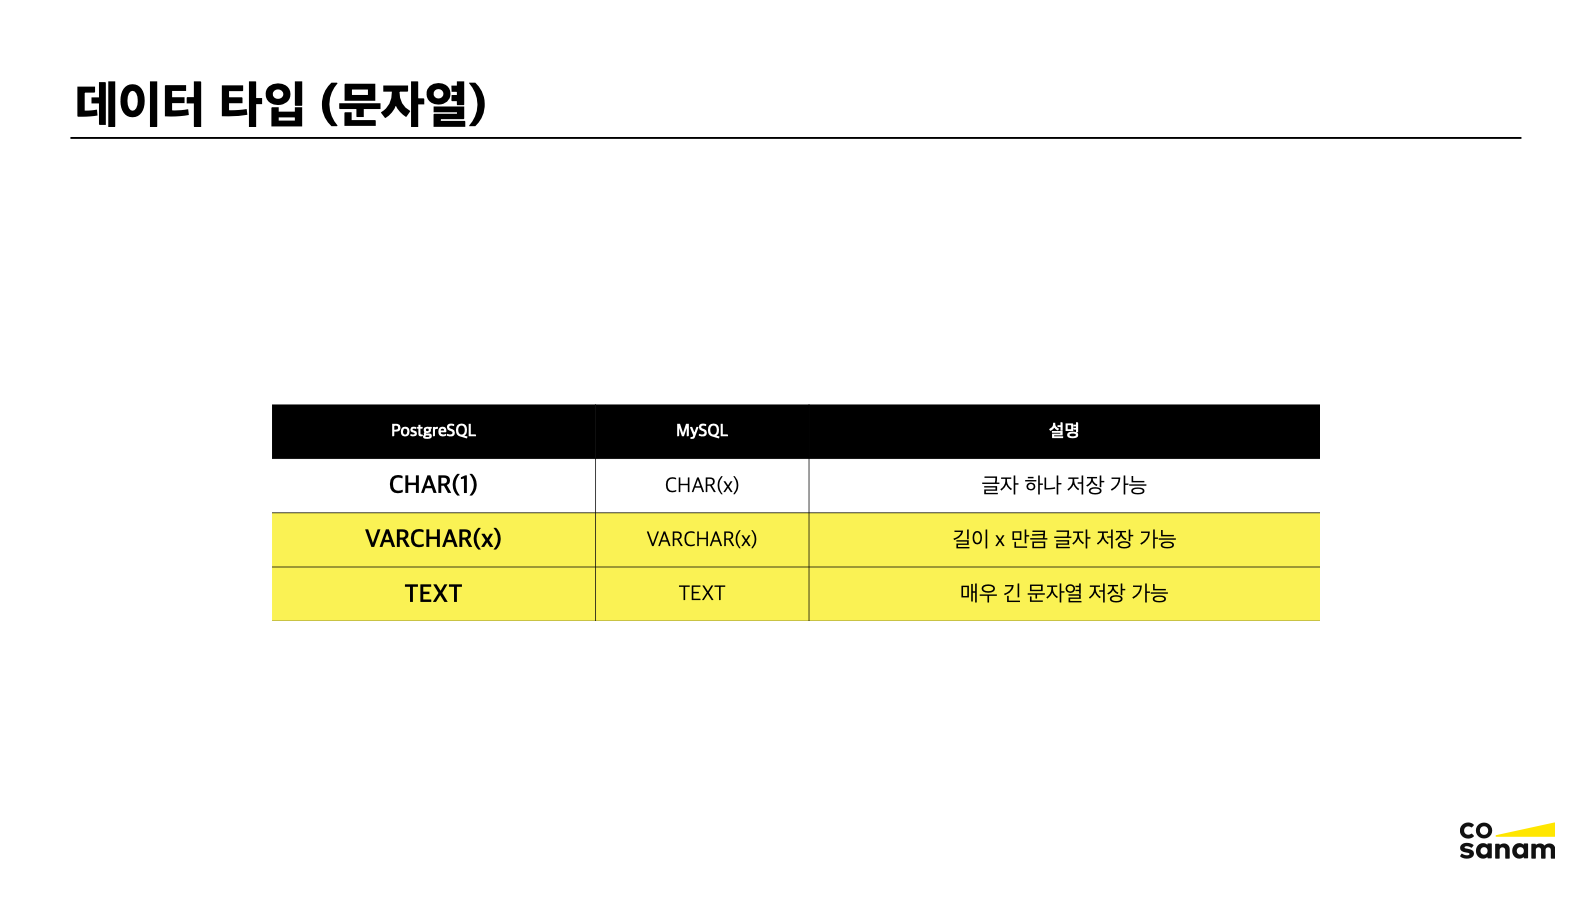 데이터 타입 (문자열)
PostgreSQL MySQL 설명
CHAR(1) CHAR(x) 글자 하나 저장 가능
VARCHAR(x) VARCHAR(x) 길이 x 만큼 글자 저장 가능
TEXT TEXT 매우 긴 문자열 저장 가능
co
sanam